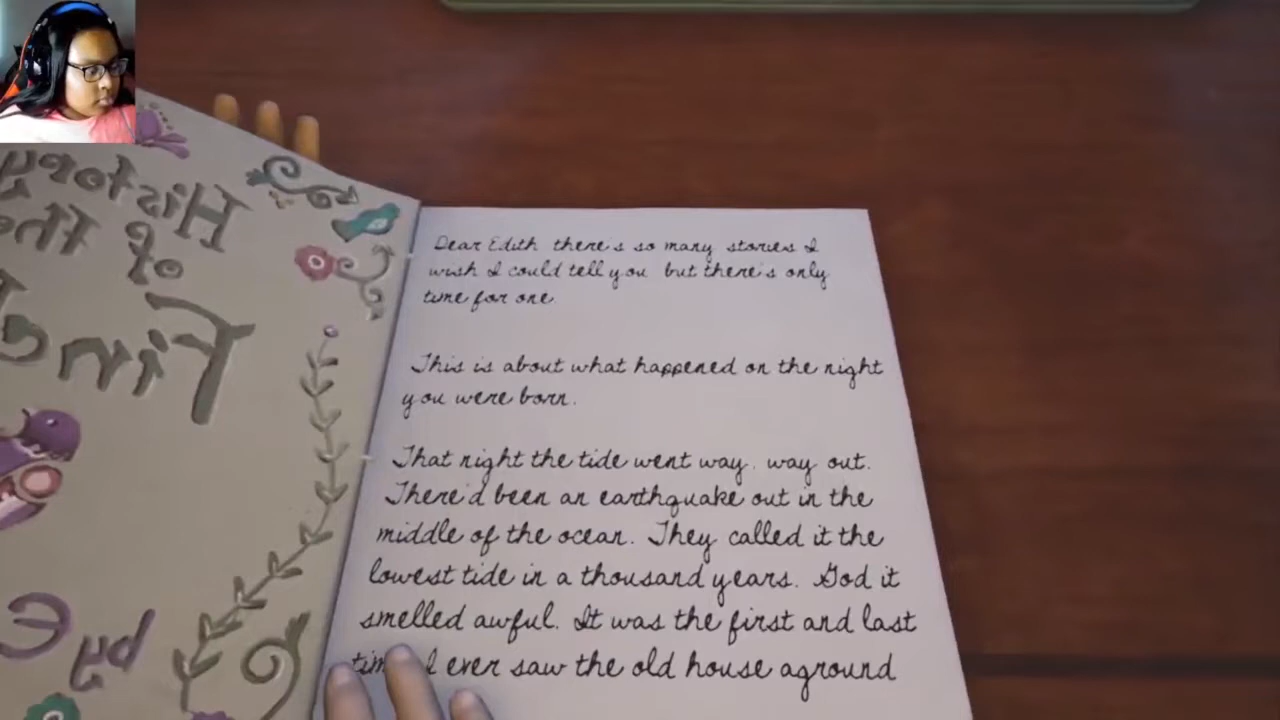 History
of The
Fin
by E
Dear Edith there's so many stories I
wish I could tell you but there's only
time for one.
This is about what happened on the night
you were born.
That night the tide went way, way out.
There'd been an earthquake out in the
middle of the ocean. They called it the
lowest tide in a thousand years. God it
smelled awful. It was the first and last
time I ever saw the old house aground